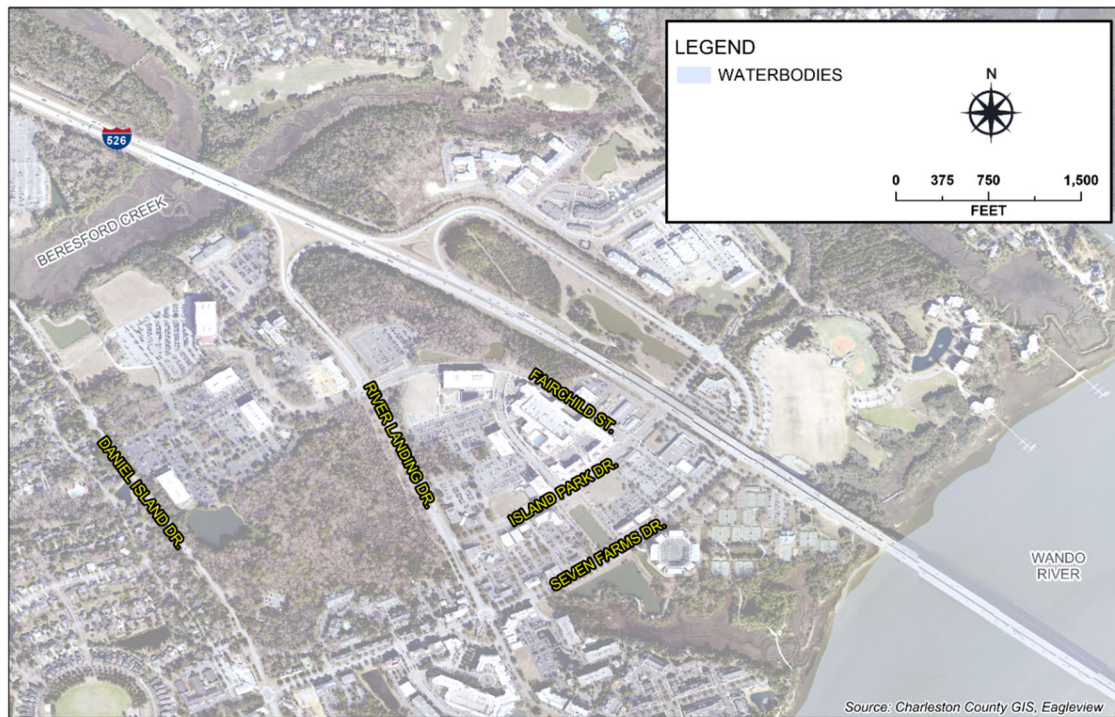 LEGEND
WATERBODIES
N
0 375 750 1,500
FEET
526
BERESFORD CREEK
FAIRCHILD ST.
RIVER LANDING DR.
DANIEL ISLAND DR.
ISLAND PARK DR.
SEVEN FARMS DR.
WANDO
RIVER
Source: Charleston County GIS, Eagleview